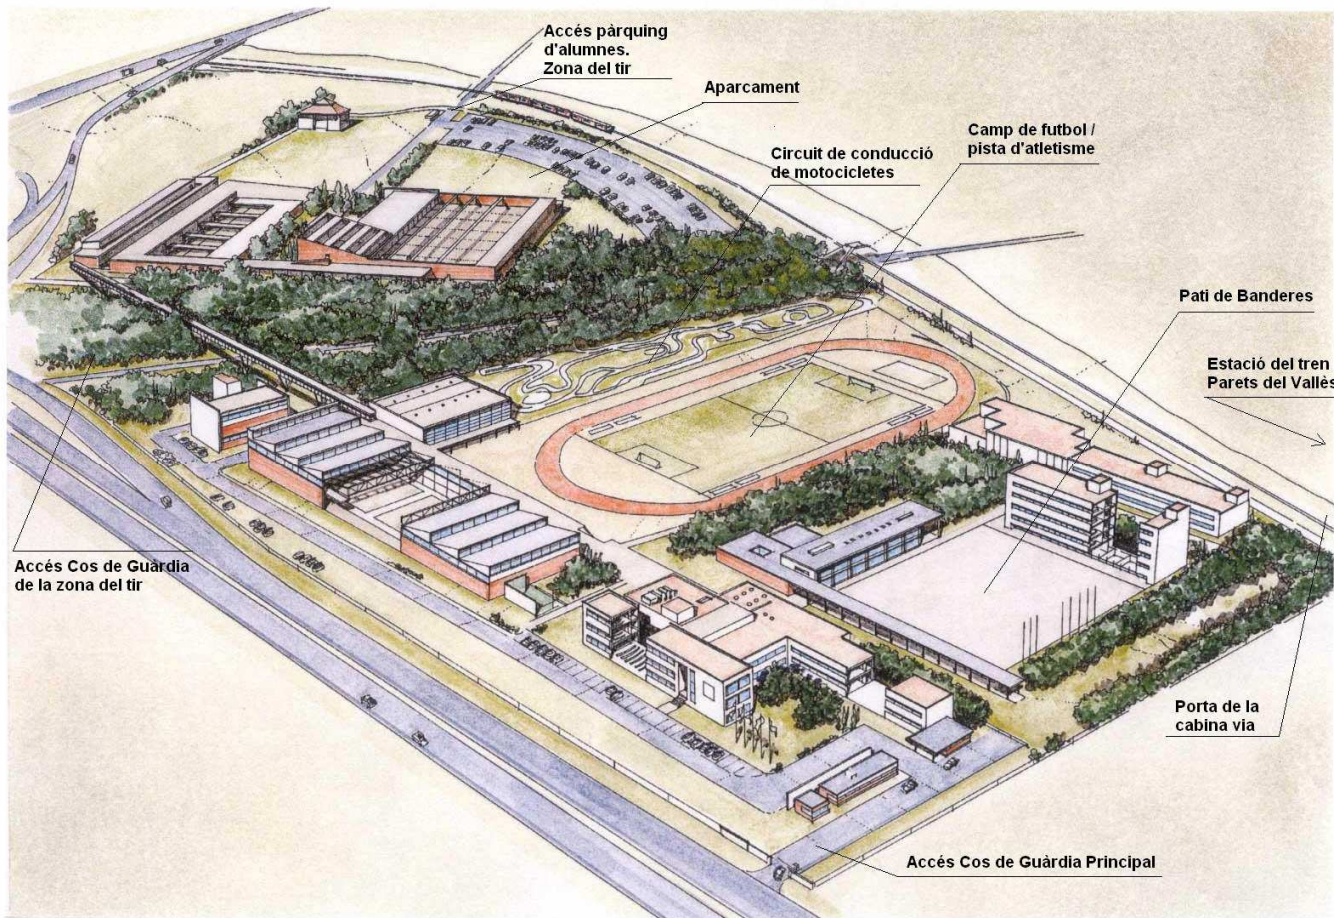 Accés pàrquing
d'alumnes.
Zona del tir
Aparcament
Camp de futbol /
pista d'atletisme
Circuit de conducció
de motocicletes
Pati de Banderes
Estació del tren
Parets del Vallès
Accés Cos de Guàrdia
de la zona del tir
Porta de la
cabina via
Accés Cos de Guàrdia Principal